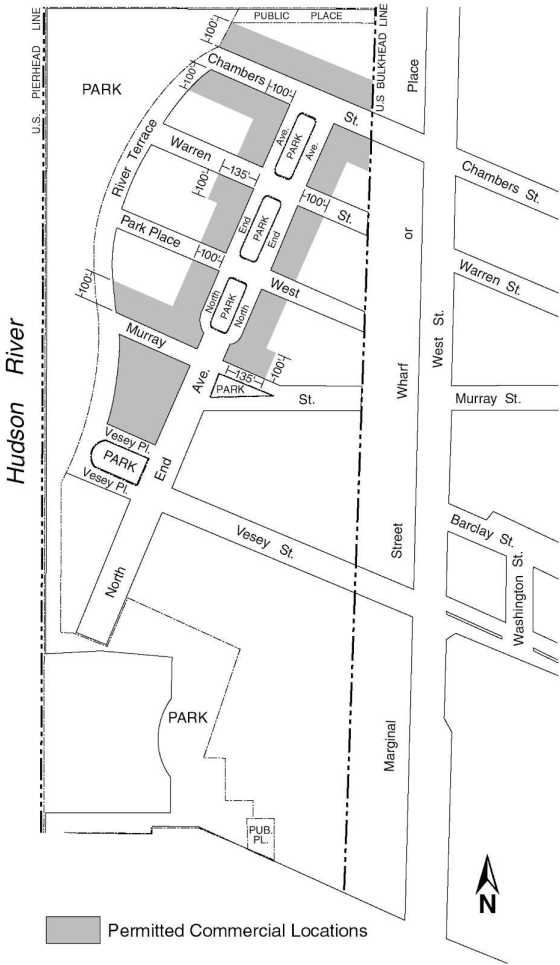 U.S. PIERHEAD LINE
PUBLIC PLACE
U.S BULKHEAD LINE
Place
100'
PARK
100'
Chambers
100'
St.
Ave.
PARK
Ave.
Chambers St.
River Terrace
Warren
135'
100'
100'
St.
End
PARK
End
or
Park Place
100'
West
Warren St.
100'
North
PARK
North
West St.
Hudson River
Murray
Ave.
135'
100'
PARK
St.
Wharf
Murray St.
Vesey Pl.
PARK
Vesey Pl.
End
Vesey St.
Street
Barclay St.
Washington St.
North
PARK
Marginal
PUB.
PL.
N
Permitted Commercial Locations